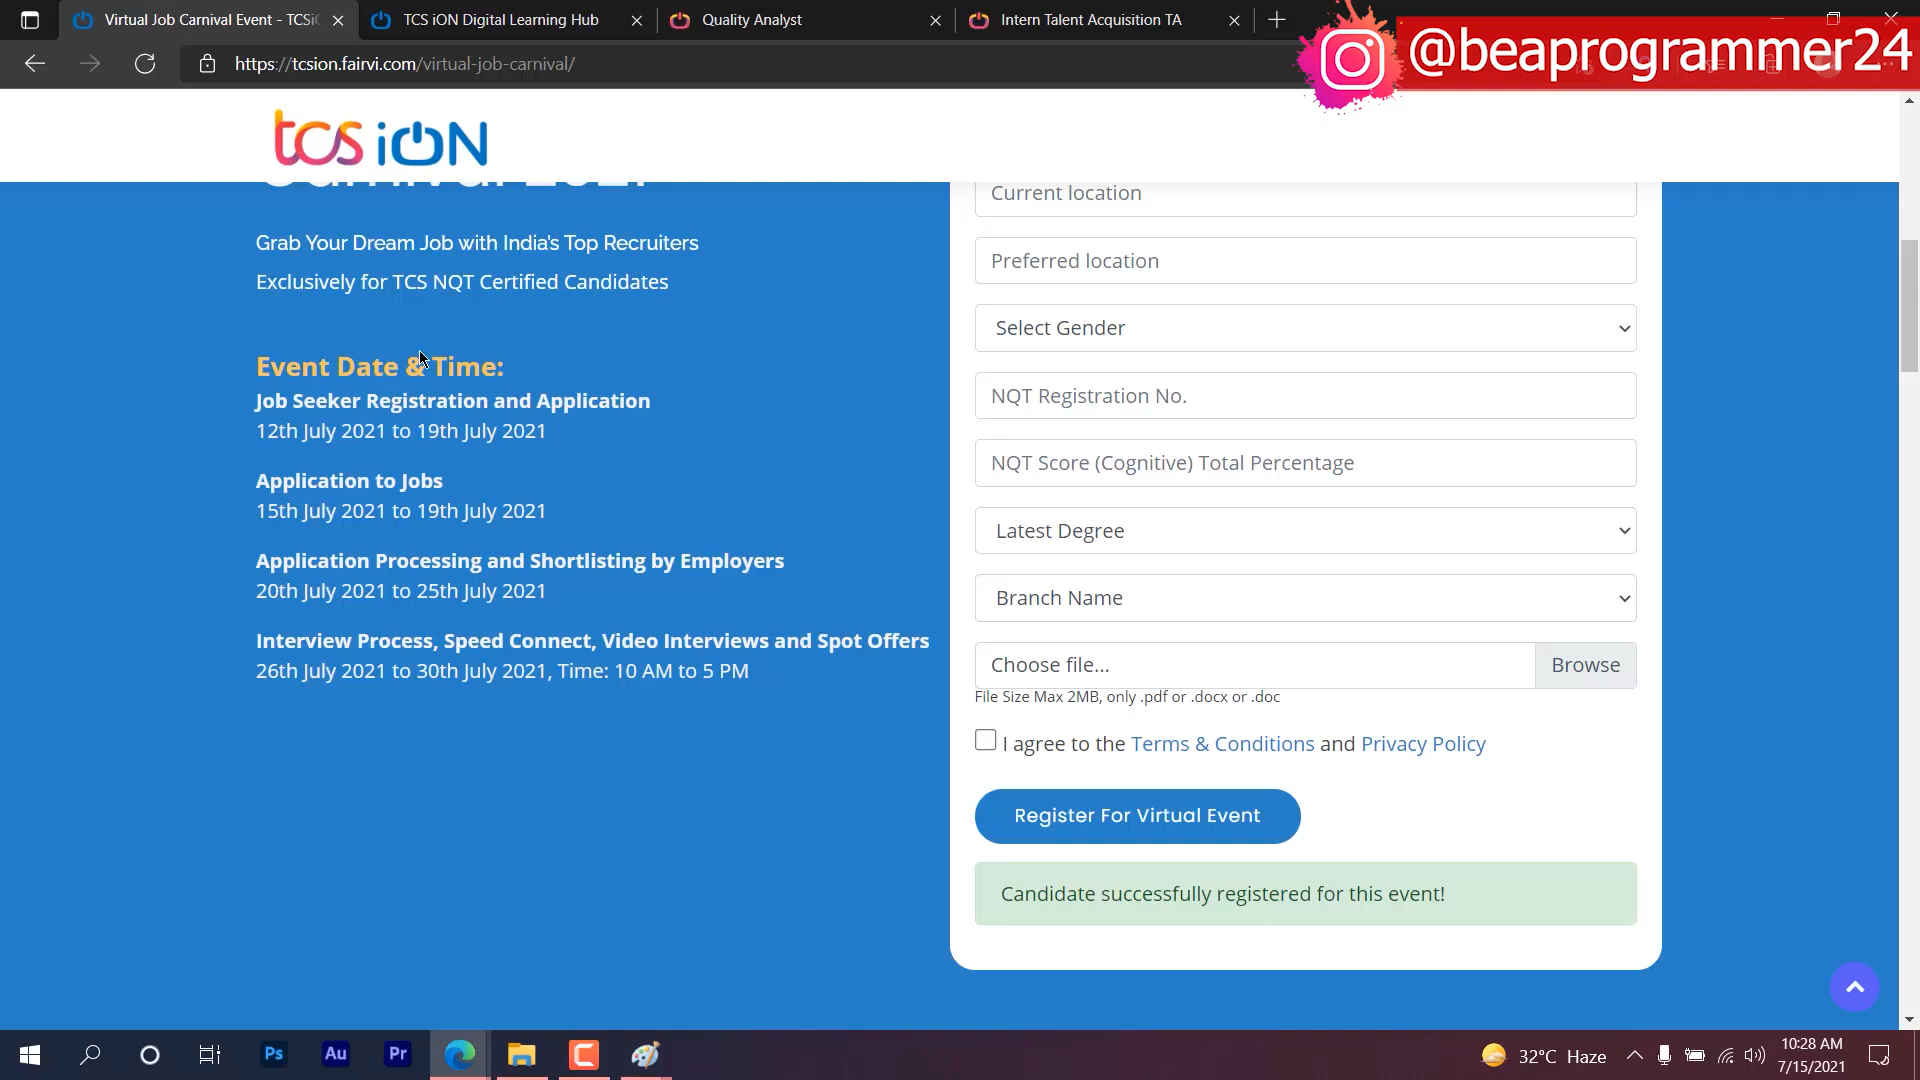 Virtual Job Carnival Event - TCSi
TCS iON Digital Learning Hub
Quality Analyst
Intern Talent Acquisition TA
https://tcsion.fairvi.com/virtual-job-carnival/
@beaprogrammer24
tcs iON
Carnival 2021
Grab Your Dream Job with India's Top Recruiters
Exclusively for TCS NQT Certified Candidates
Event Date & Time:
Job Seeker Registration and Application
12th July 2021 to 19th July 2021
Application to Jobs
15th July 2021 to 19th July 2021
Application Processing and Shortlisting by Employers
20th July 2021 to 25th July 2021
Interview Process, Speed Connect, Video Interviews and Spot Offers
26th July 2021 to 30th July 2021, Time: 10 AM to 5 PM
Current location
Preferred location
Select Gender
NQT Registration No.
NQT Score (Cognitive) Total Percentage
Latest Degree
Branch Name
Choose file... Browse
File Size Max 2MB, only .pdf or .docx or .doc
I agree to the Terms & Conditions and Privacy Policy
Register For Virtual Event
Candidate successfully registered for this event!
Ps
Au
Pr
32°C Haze
10:28 AM
7/15/2021